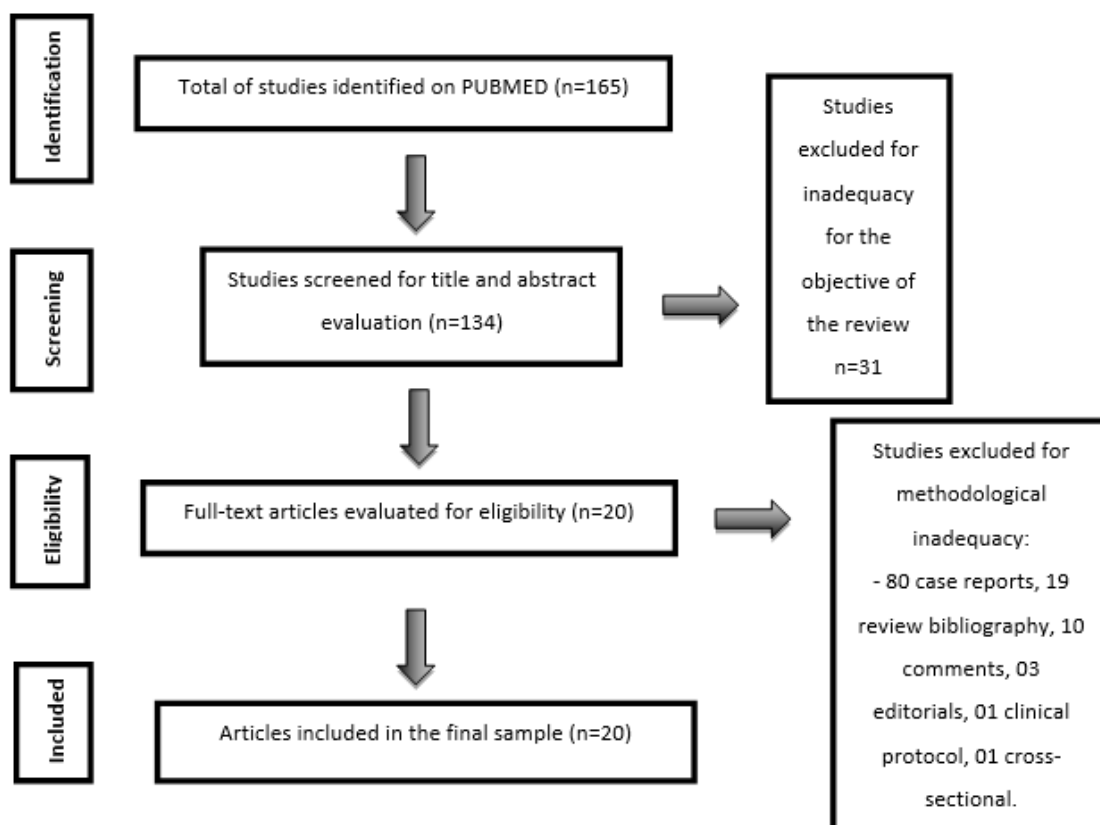 Identification
Total of studies identified on PUBMED (n=165)
Studies
excluded for
inadequacy
for the
objective of
the review
n=31
Screening
Studies screened for title and abstract
evaluation (n=134)
Eligibility
Full-text articles evaluated for eligibility (n=20)
Studies excluded for
methodological
inadequacy:
- 80 case reports, 19
review bibliography, 10
comments, 03
editorials, 01 clinical
protocol, 01 cross-
sectional.
Included
Articles included in the final sample (n=20)